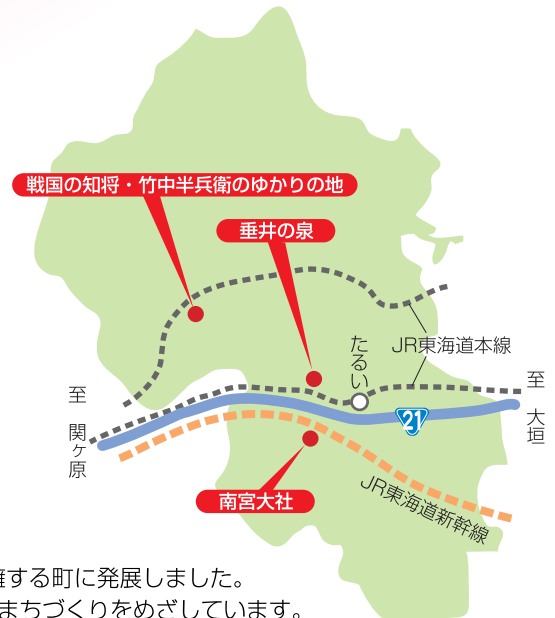 戦国の知将・竹中半兵衛のゆかりの地
垂井の泉
たるい
JR東海道本線
至
関ヶ原
至
大垣
21
南宮大社
JR東海道新幹線
する町に発展しました。
まちづくりをめざしています。